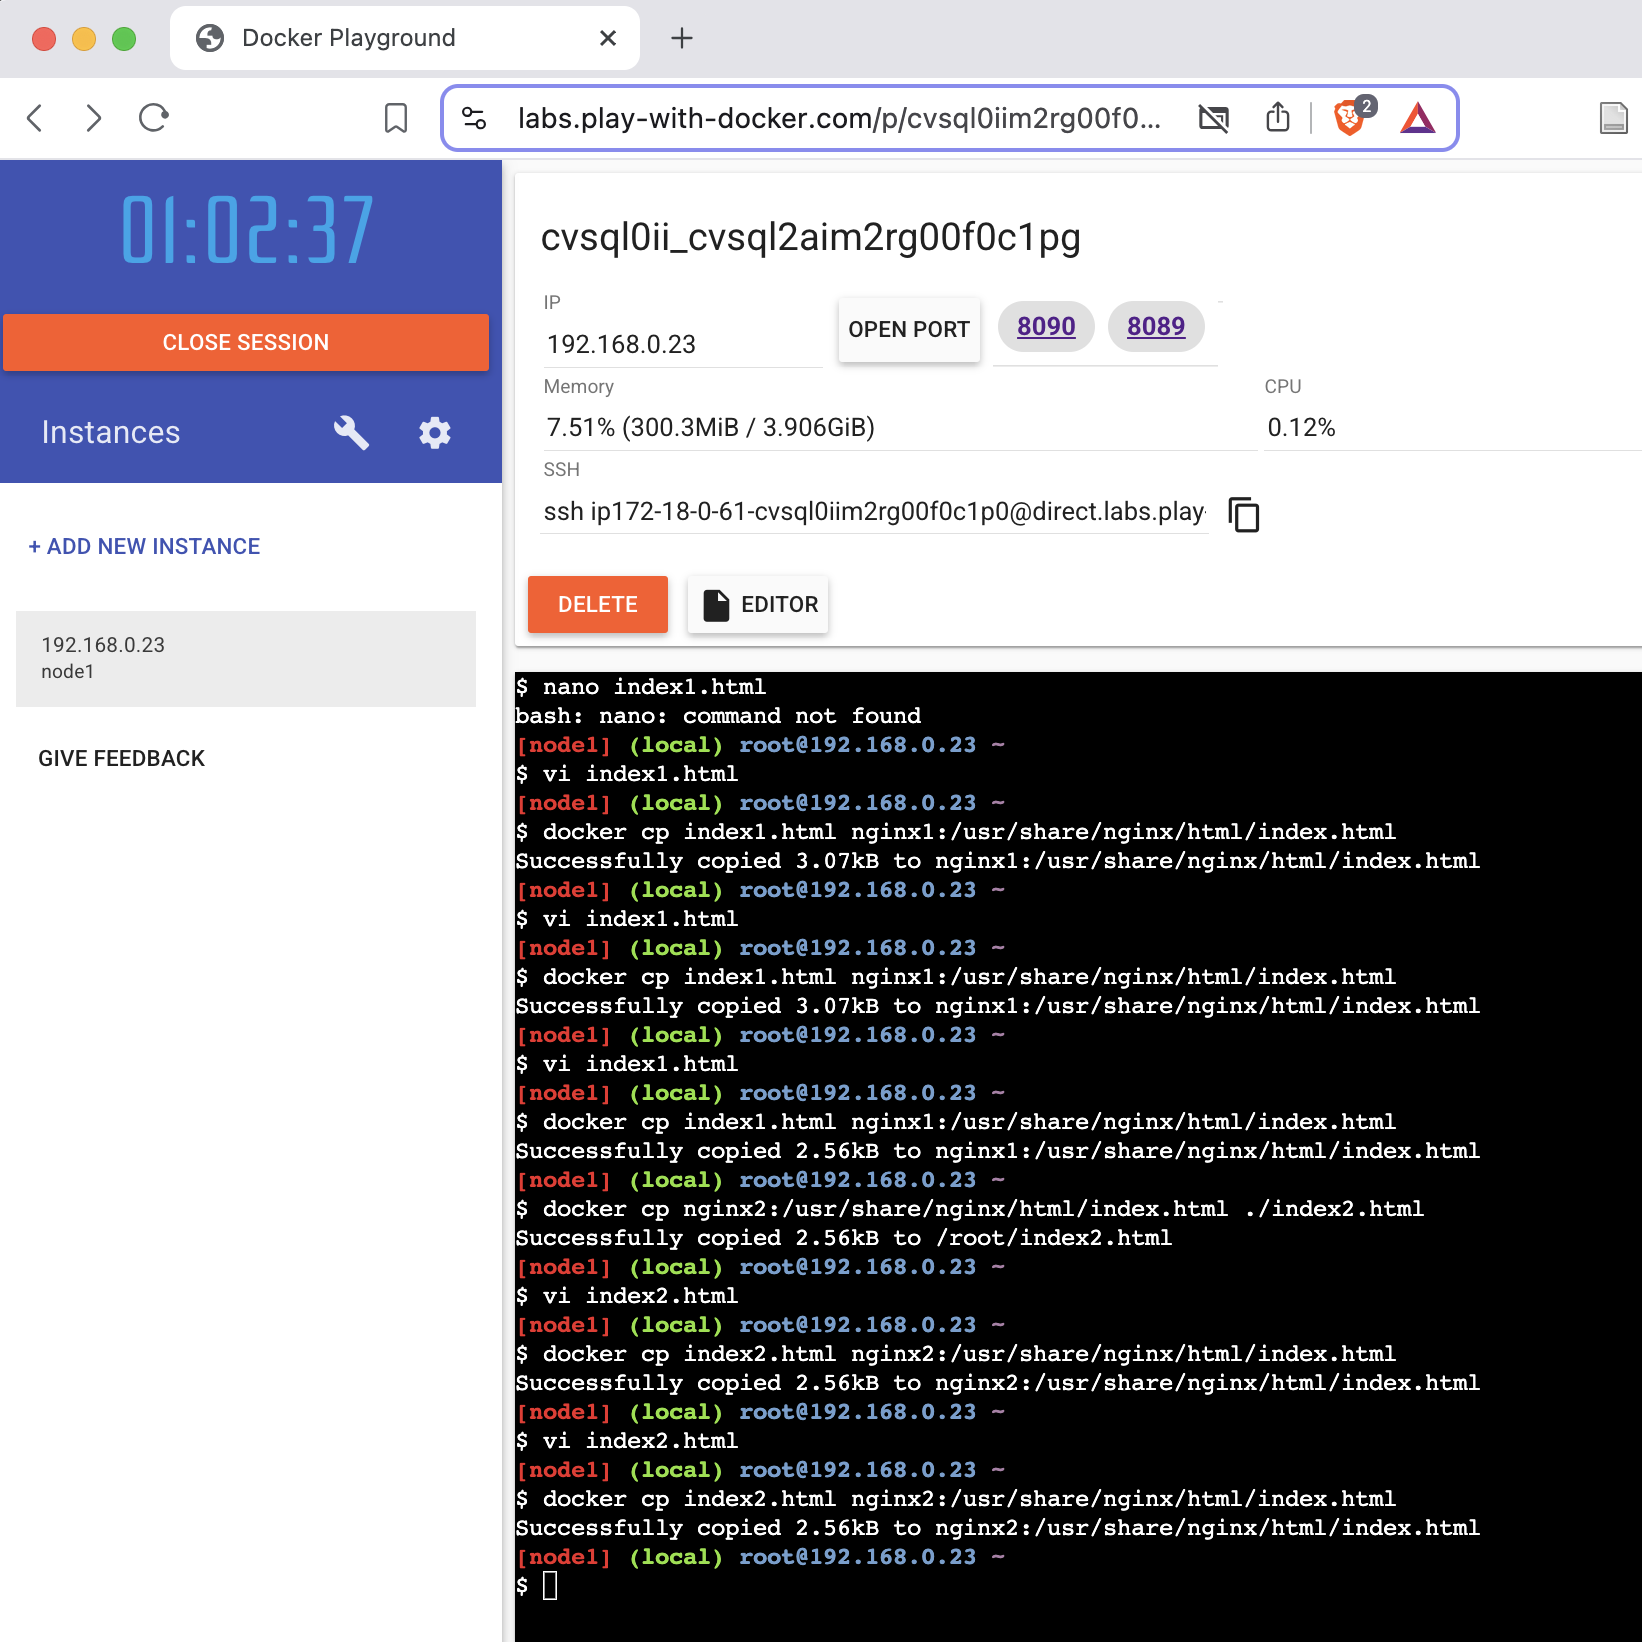 Docker Playground
labs.play-with-docker.com/p/cvsql0iim2rg00f0...
2
01:02:37
CLOSE SESSION
Instances
+ ADD NEW INSTANCE
192.168.0.23
node1
GIVE FEEDBACK
cvsql0ii_cvsql2aim2rg00f0c1pg
IP
192.168.0.23
OPEN PORT
8090
8089
Memory
7.51% (300.3MiB / 3.906GiB)
CPU
0.12%
SSH
ssh ip172-18-0-61-cvsql0iim2rg00f0c1p0@direct.labs.play-
DELETE
EDITOR
$ nano index1.html
bash: nano: command not found
[node1] (local) root@192.168.0.23 ~
$ vi index1.html
[node1] (local) root@192.168.0.23 ~
$ docker cp index1.html nginx1:/usr/share/nginx/html/index.html
Successfully copied 3.07kB to nginx1:/usr/share/nginx/html/index.html
[node1] (local) root@192.168.0.23 ~
$ vi index1.html
[node1] (local) root@192.168.0.23 ~
$ docker cp index1.html nginx1:/usr/share/nginx/html/index.html
Successfully copied 3.07kB to nginx1:/usr/share/nginx/html/index.html
[node1] (local) root@192.168.0.23 ~
$ vi index1.html
[node1] (local) root@192.168.0.23 ~
$ docker cp index1.html nginx1:/usr/share/nginx/html/index.html
Successfully copied 2.56kB to nginx1:/usr/share/nginx/html/index.html
[node1] (local) root@192.168.0.23 ~
$ docker cp nginx2:/usr/share/nginx/html/index.html ./index2.html
Successfully copied 2.56kB to /root/index2.html
[node1] (local) root@192.168.0.23 ~
$ vi index2.html
[node1] (local) root@192.168.0.23 ~
$ docker cp index2.html nginx2:/usr/share/nginx/html/index.html
Successfully copied 2.56kB to nginx2:/usr/share/nginx/html/index.html
[node1] (local) root@192.168.0.23 ~
$ vi index2.html
[node1] (local) root@192.168.0.23 ~
$ docker cp index2.html nginx2:/usr/share/nginx/html/index.html
Successfully copied 2.56kB to nginx2:/usr/share/nginx/html/index.html
[node1] (local) root@192.168.0.23 ~
$